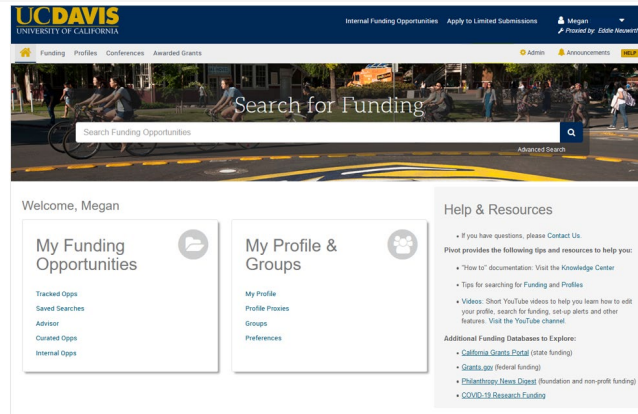 UCDAVIS
UNIVERSITY OF CALIFORNIA
Internal Funding Opportunities Apply to Limited Submissions
Megan
Proxied by Eddie Neuwirth
Funding Profiles Conferences Awarded Grants
Admin Announcements HELP
Search for Funding
Search Funding Opportunities
Advanced Search
Welcome, Megan
My Funding
Opportunities
Tracked Opps
Saved Searches
Advisor
Curated Opps
Internal Opps
My Profile &
Groups
My Profile
Profile Proxies
Groups
Preferences
Help & Resources
• If you have questions, please Contact Us.
Pivot provides the following tips and resources to help you:
• "How to" documentation: Visit the Knowledge Center
• Tips for searching for Funding and Profiles
• Videos: Short YouTube videos to help you learn how to edit
your profile, search for funding, set-up alerts and other
features. Visit the YouTube channel.
Additional Funding Databases to Explore:
• California Grants Portal (state funding)
• Grants.gov (federal funding)
• Philanthropy News Digest (foundation and non-profit funding)
• COVID-19 Research Funding